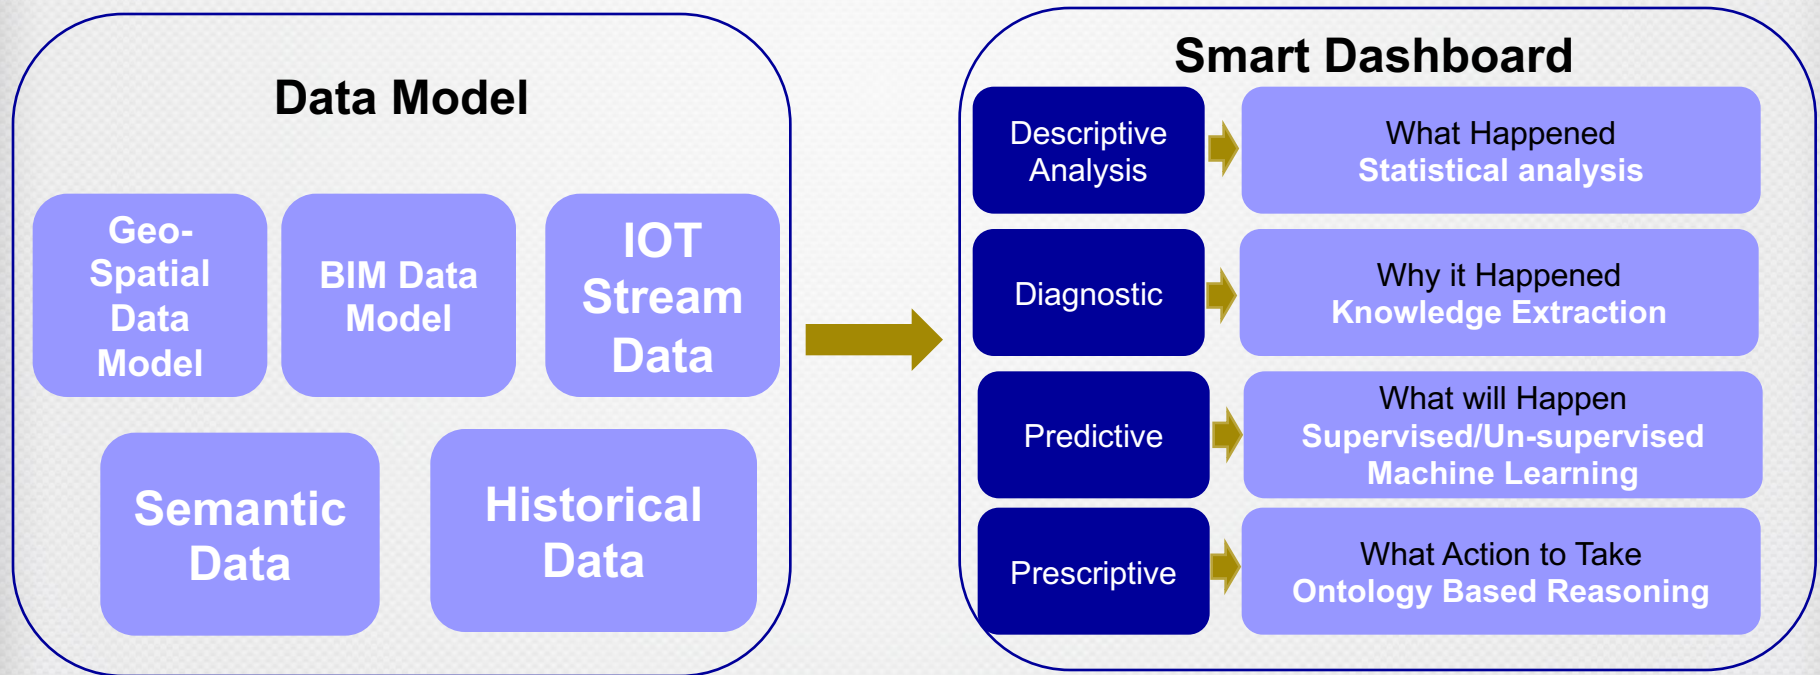 Data Model
Geo-
Spatial
Data
Model
BIM Data
Model
IOT
Stream
Data
Semantic
Data
Historical
Data
Smart Dashboard
Descriptive
Analysis
What Happened
Statistical analysis
Diagnostic
Why it Happened
Knowledge Extraction
Predictive
What will Happen
Supervised/Un-supervised
Machine Learning
Prescriptive
What Action to Take
Ontology Based Reasoning